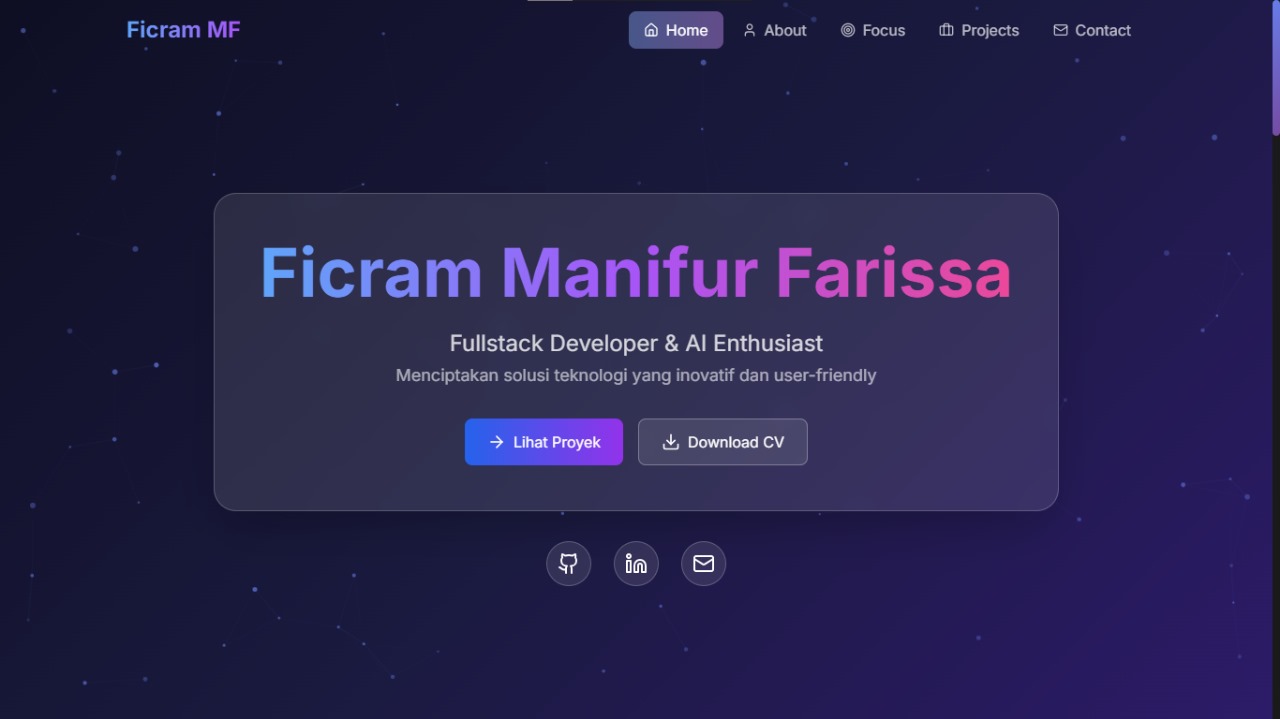 Ficram MF
Home
About
Focus
Projects
Contact
Ficram Manifur Farissa
Fullstack Developer & AI Enthusiast
Menciptakan solusi teknologi yang inovatif dan user-friendly
Lihat Proyek
Download CV